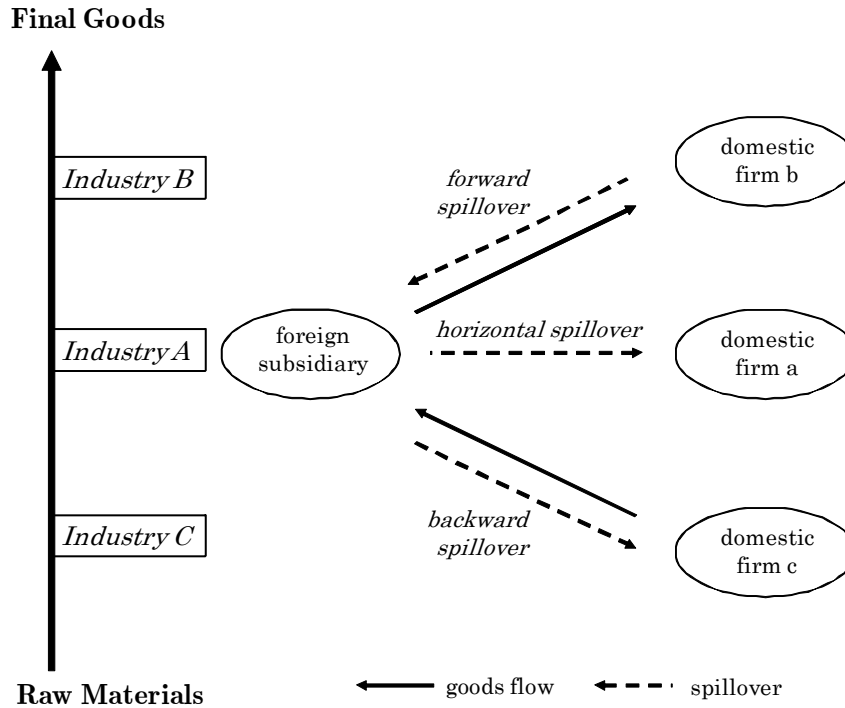 Final Goods
Industry B
forward
spillover
domestic
firm b
Industry A
foreign
subsidiary
horizontal spillover
domestic
firm a
Industry C
backward
spillover
domestic
firm c
Raw Materials
goods flow
spillover